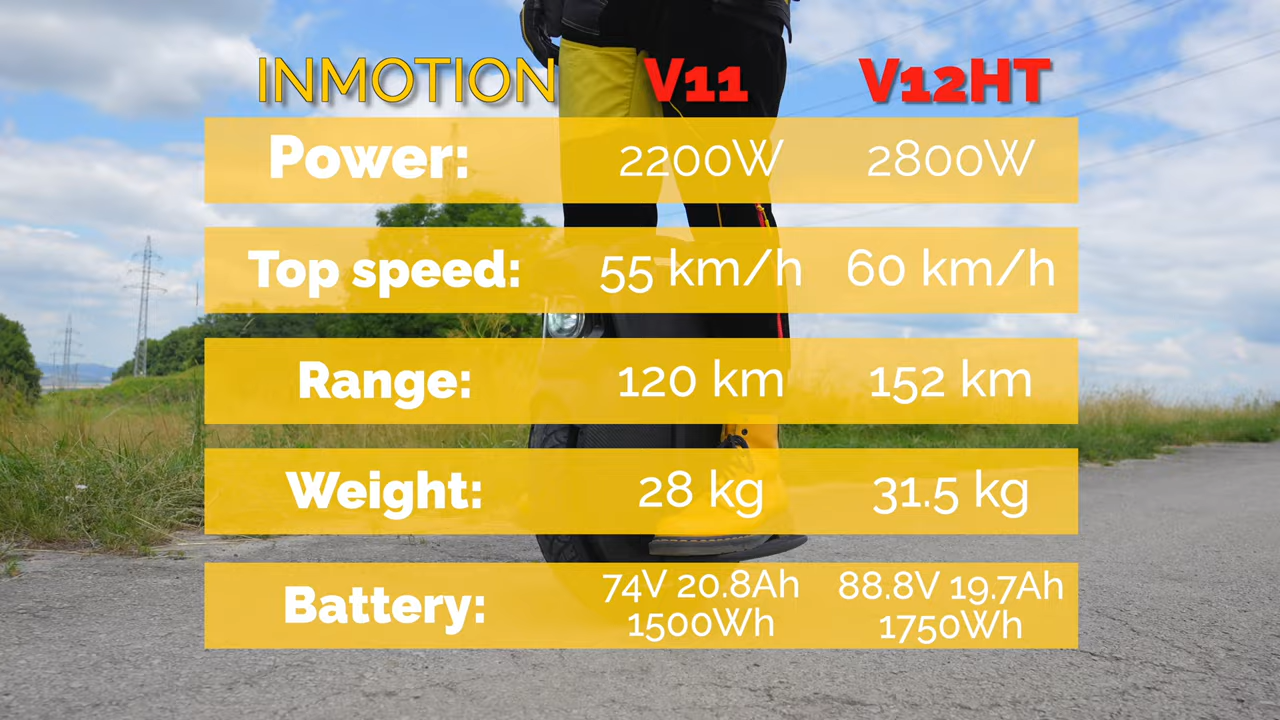 INMOTION V11 V12HT
Power: 2200W 2800W
Top speed: 55 km/h 60 km/h
Range: 120 km 152 km
Weight: 28 kg 31.5 kg
Battery: 74V 20.8Ah 88.8V 19.7Ah
1500Wh 1750Wh